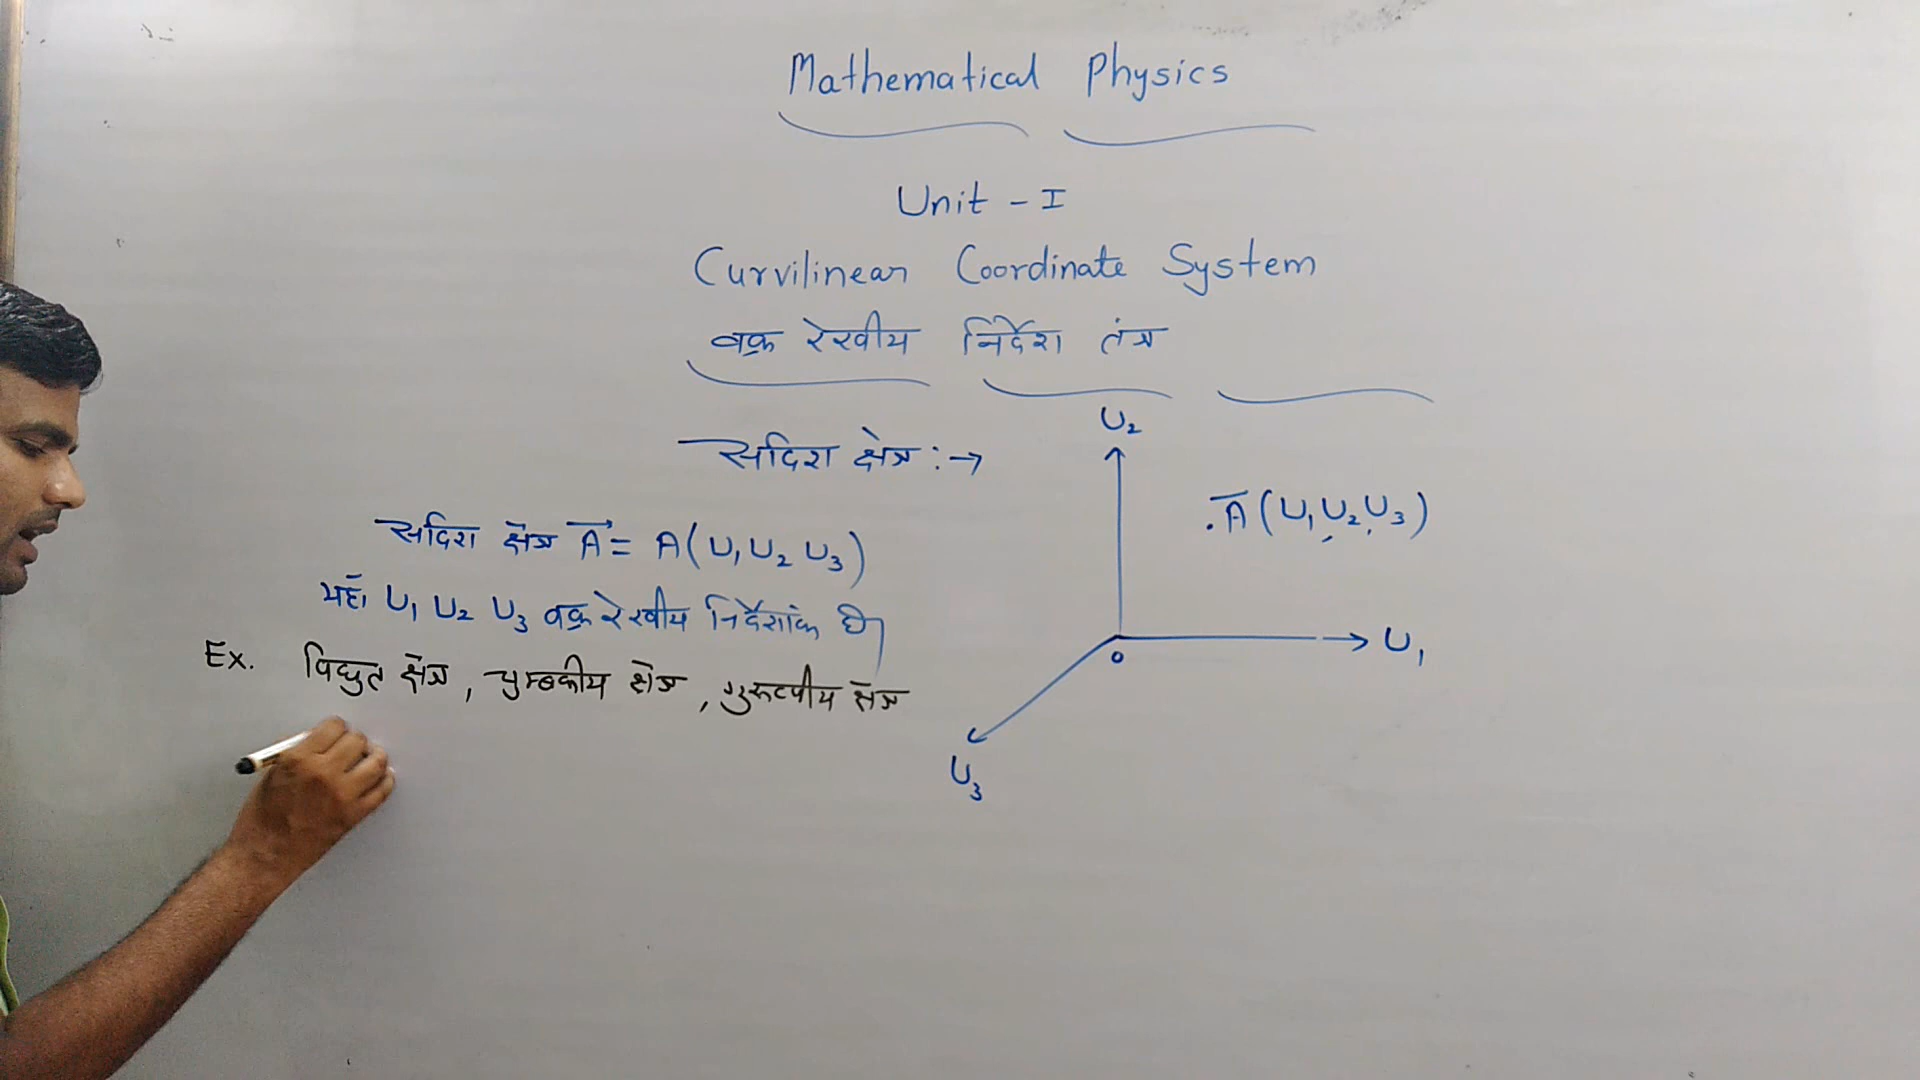 Mathematical Physics
Unit - I
Curvilinear Coordinate System
वक्र रेखीय निर्देश तंत्र
सदिश क्षेत्र :→
सदिश क्षेत्र A⃗ = A(U₁ U₂ U₃)
यहाँ U₁ U₂ U₃ वक्र रेखीय निर्देशांक है।
Ex. विद्युत क्षेत्र, चुम्बकीय क्षेत्र, गुरुत्वीय क्षेत्र
U₂
.A⃗(U₁, U₂, U₃)
U₁
o
U₃